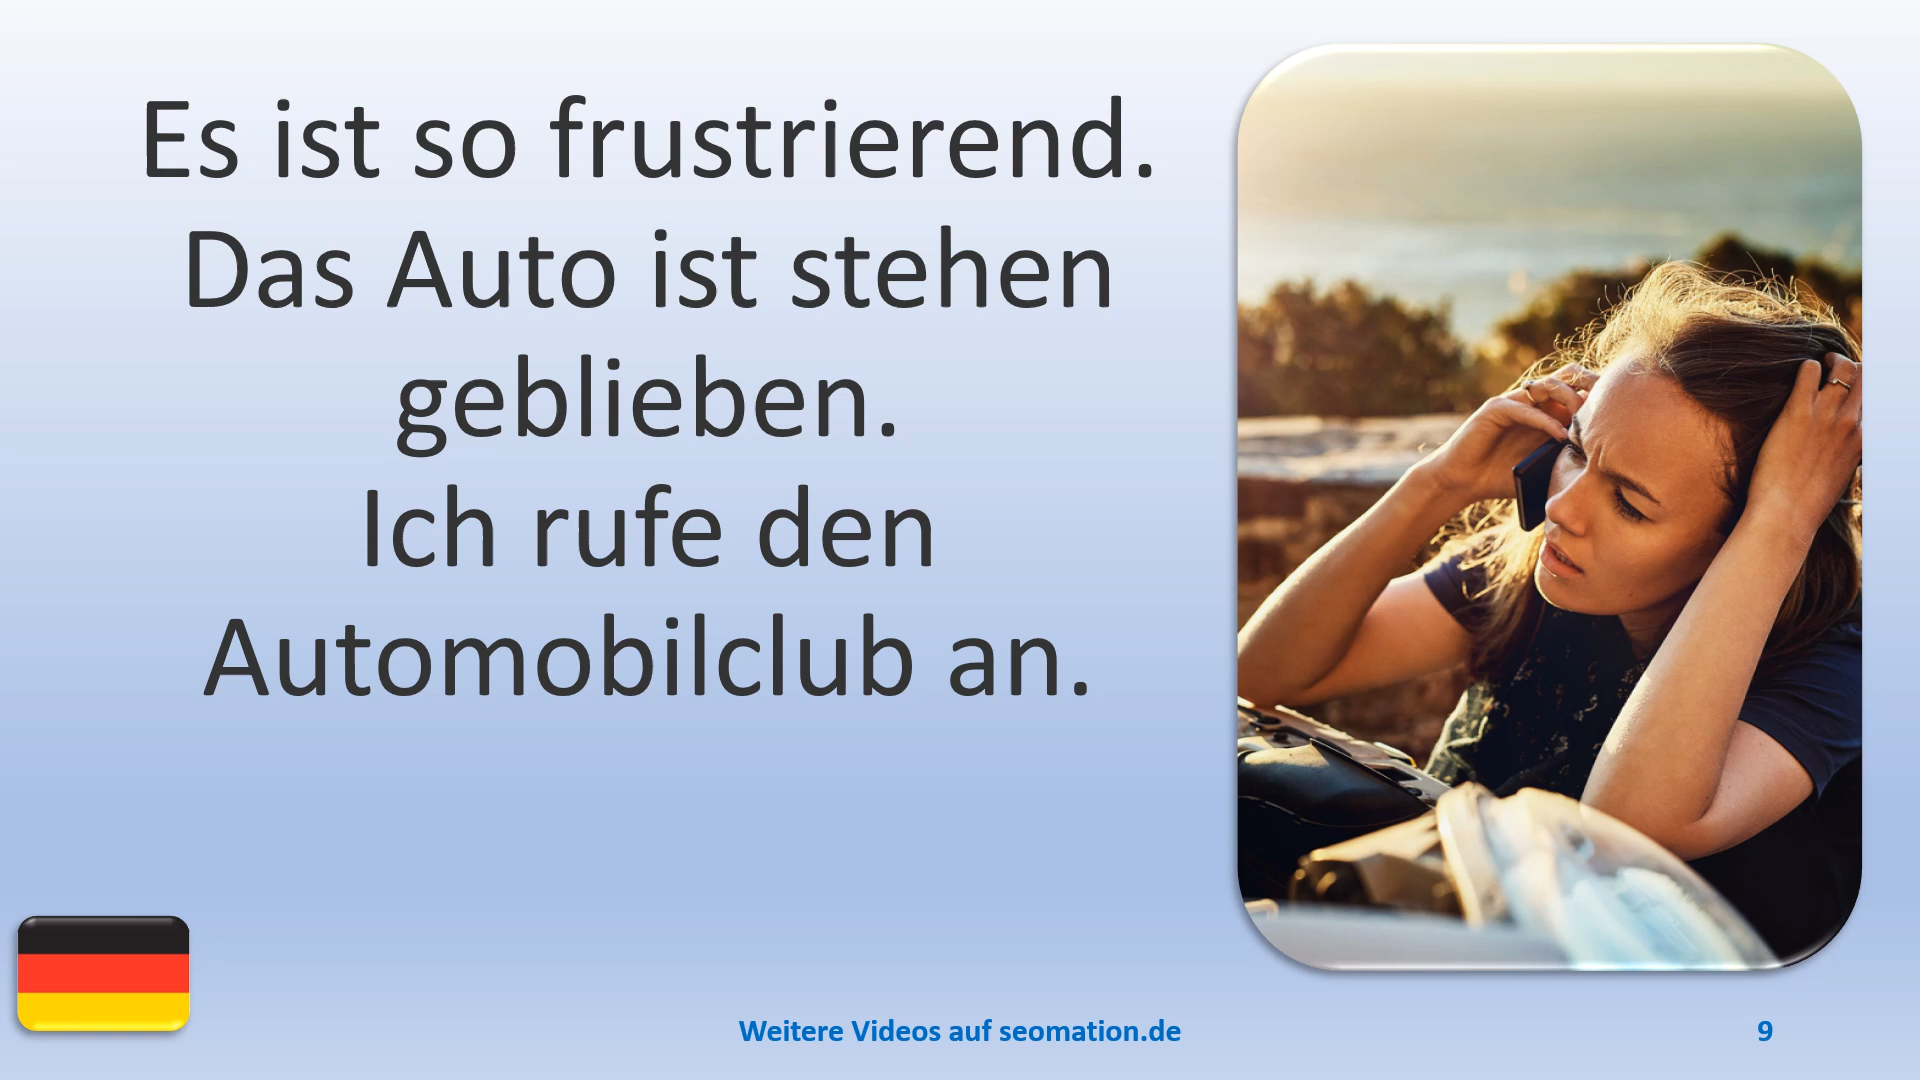 Es ist so frustrierend.
Das Auto ist stehen
geblieben.
Ich rufe den
Automobilclub an.
Weitere Videos auf seomation.de
9